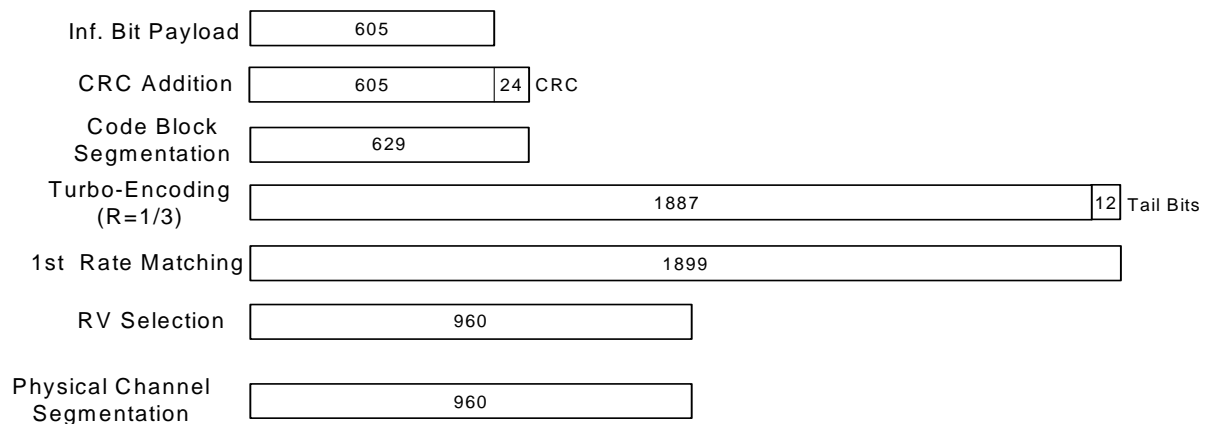 Inf. Bit Payload 605
CRC Addition 605 24 CRC
Code Block
Segmentation 629
Turbo-Encoding
(R=1/3) 1887 12 Tail Bits
1st Rate Matching 1899
RV Selection 960
Physical Channel
Segmentation 960